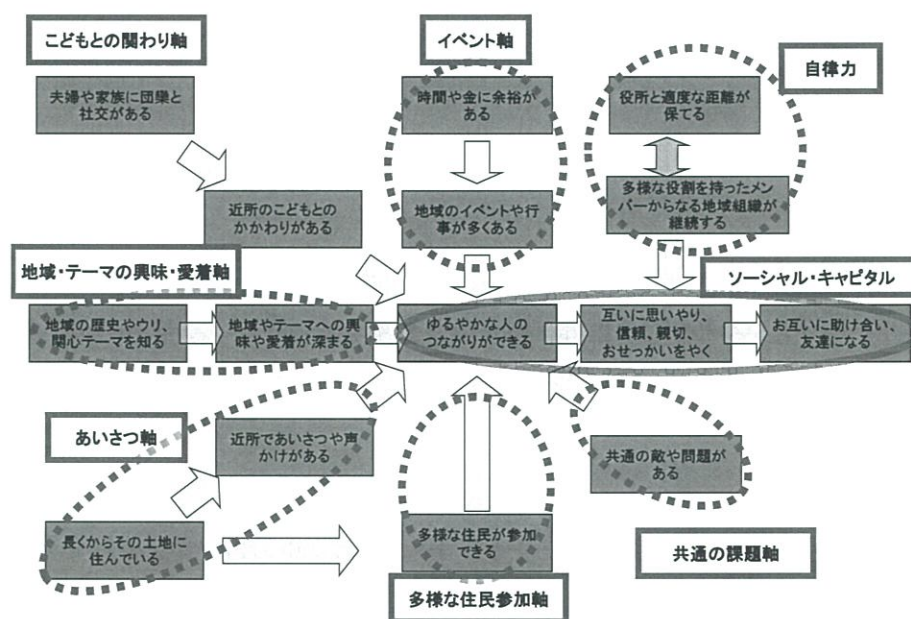 こどもとの関わり軸
イベント軸
自律力
夫婦や家族に団欒と
社交がある
時間や金に余裕が
ある
役所と適度な距離が
保てる
近所のこどもとの
かかわりがある
地域のイベントや行
事が多くある
多様な役割を持ったメン
バーからなる地域組織が
継続する
地域・テーマの興味・愛着軸
ソーシャル・キャピタル
地域の歴史やウリ、
関心テーマを知る
地域やテーマへの興
味や愛着が深まる
ゆるやかな人の
つながりができる
互いに思いやり、
信頼、親切、
おせっかいをやく
お互いに助け合い、
友達になる
あいさつ軸
近所であいさつや声
かけがある
共通の敵や問題が
ある
長くからその土地に
住んでいる
多様な住民が参加
できる
共通の課題軸
多様な住民参加軸